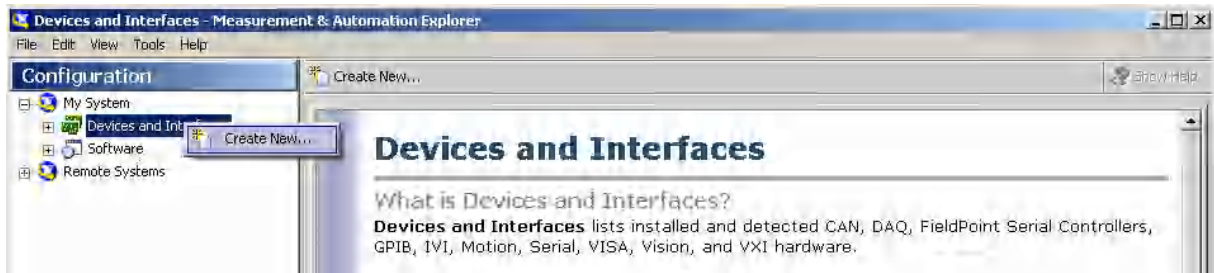 Devices and Interfaces - Measurement & Automation Explorer
File Edit View Tools Help
Configuration
Create New...
Show Help
My System
Devices and Int
Create New...
Software
Remote Systems
Devices and Interfaces
What is Devices and Interfaces?
Devices and Interfaces lists installed and detected CAN, DAQ, FieldPoint Serial Controllers,
GPIB, IVI, Motion, Serial, VISA, Vision, and VXI hardware.